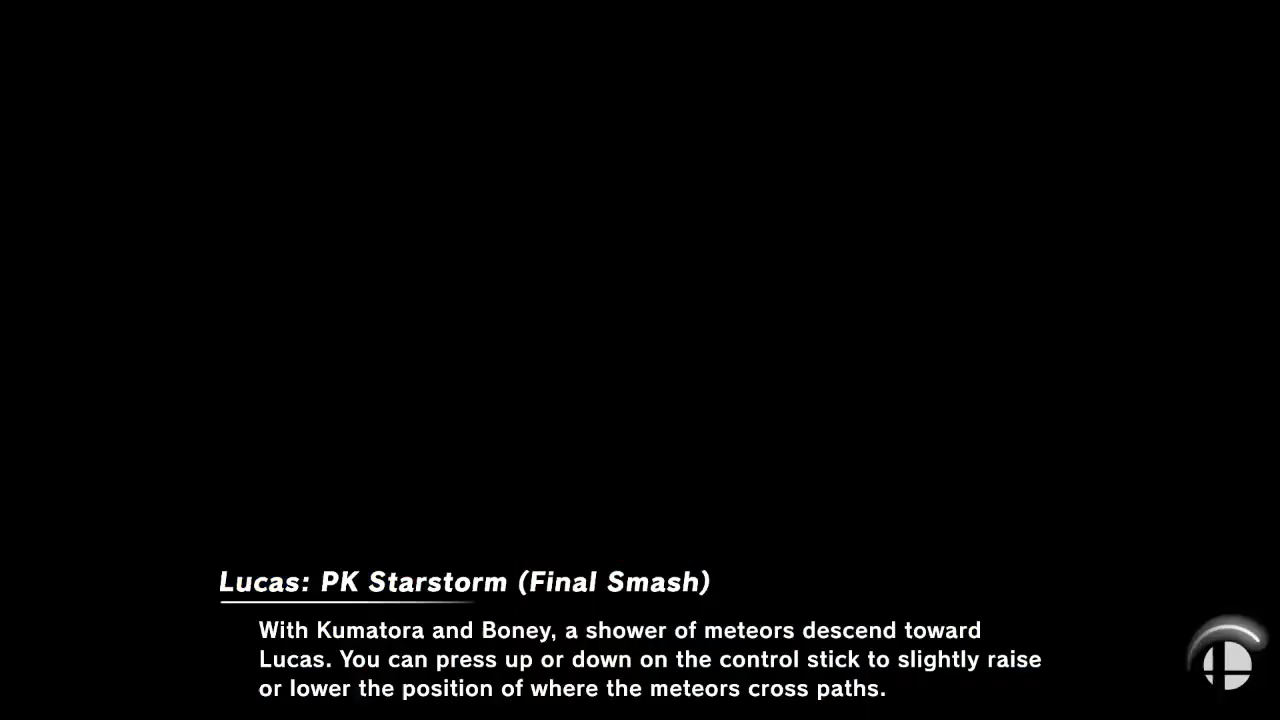 Lucas: PK Starstorm (Final Smash)
With Kumatora and Boney, a shower of meteors descend toward
Lucas. You can press up or down on the control stick to slightly raise
or lower the position of where the meteors cross paths.